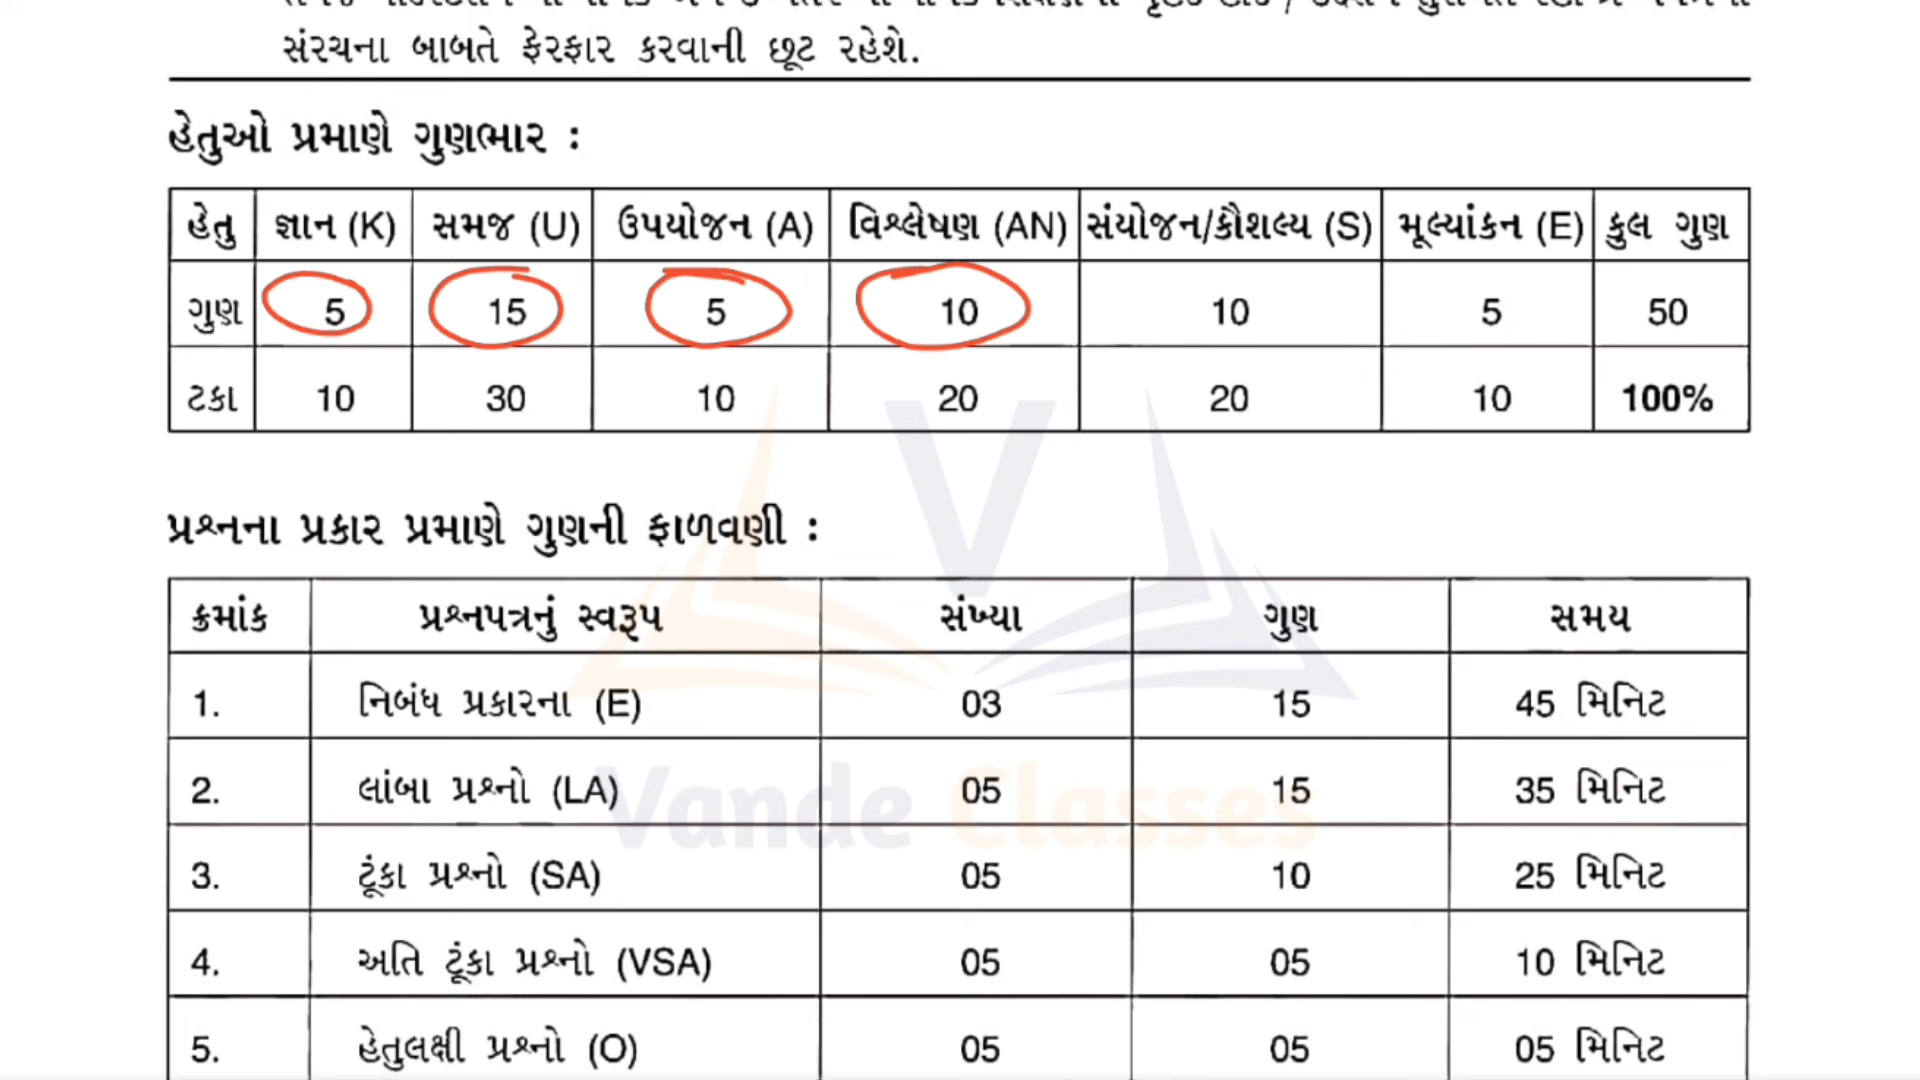 સંરચના બાબતે ફેરફાર કરવાની છૂટ રહેશે.
હેતુઓ પ્રમાણે ગુણભાર :
હેતુ જ્ઞાન (K) સમજ (U) ઉપયોજન (A) વિશ્લેષણ (AN) સંયોજન/કૌશલ્ય (S) મૂલ્યાંકન (E) કુલ ગુણ
ગુણ 5 15 5 10 10 5 50
ટકા 10 30 10 20 20 10 100%
પ્રશ્નના પ્રકાર પ્રમાણે ગુણની ફાળવણી :
ક્રમાંક પ્રશ્નપત્રનું સ્વરૂપ સંખ્યા ગુણ સમય
1. નિબંધ પ્રકારના (E) 03 15 45 મિનિટ
2. લાંબા પ્રશ્નો (LA) 05 15 35 મિનિટ
Vande Classes
3. ટૂંકા પ્રશ્નો (SA) 05 10 25 મિનિટ
4. અતિ ટૂંકા પ્રશ્નો (VSA) 05 05 10 મિનિટ
5. હેતુલક્ષી પ્રશ્નો (O) 05 05 05 મિનિટ